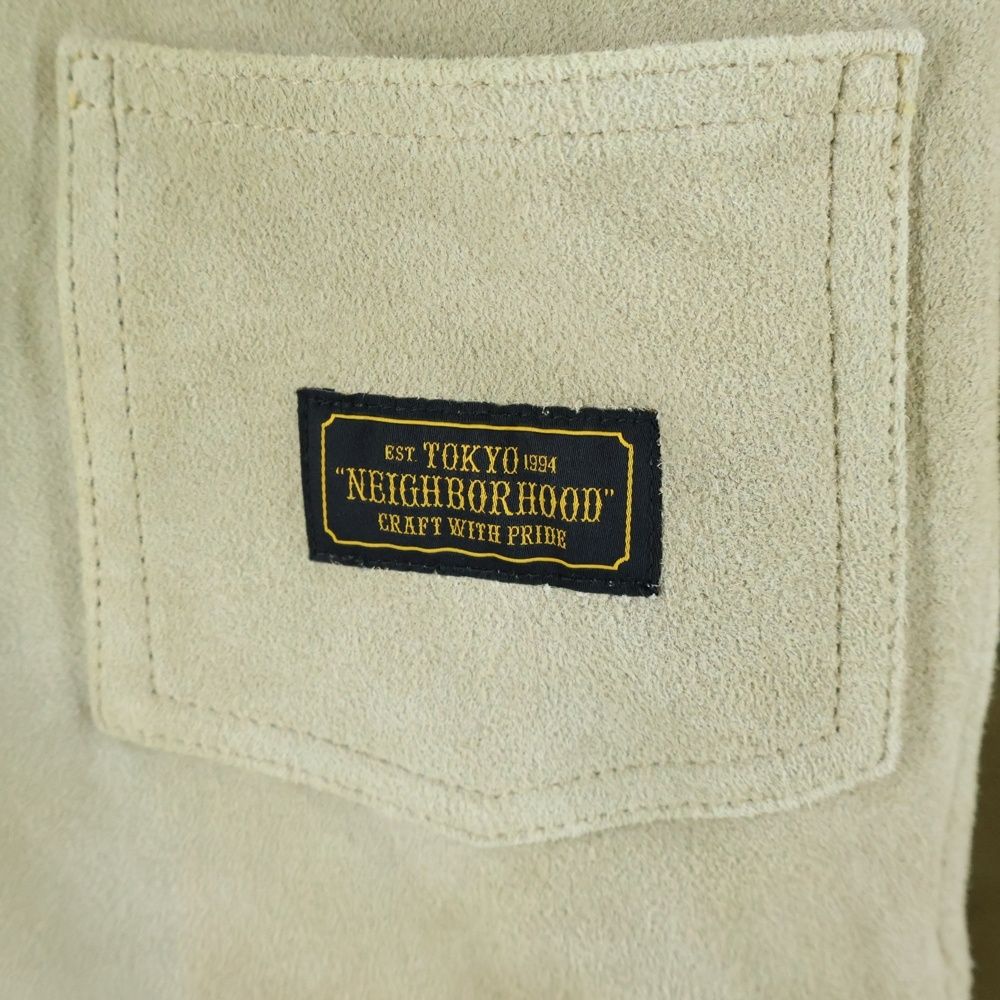 EST. TOKYO 1994
"NEIGHBORHOOD"
CRAFT WITH PRIDE